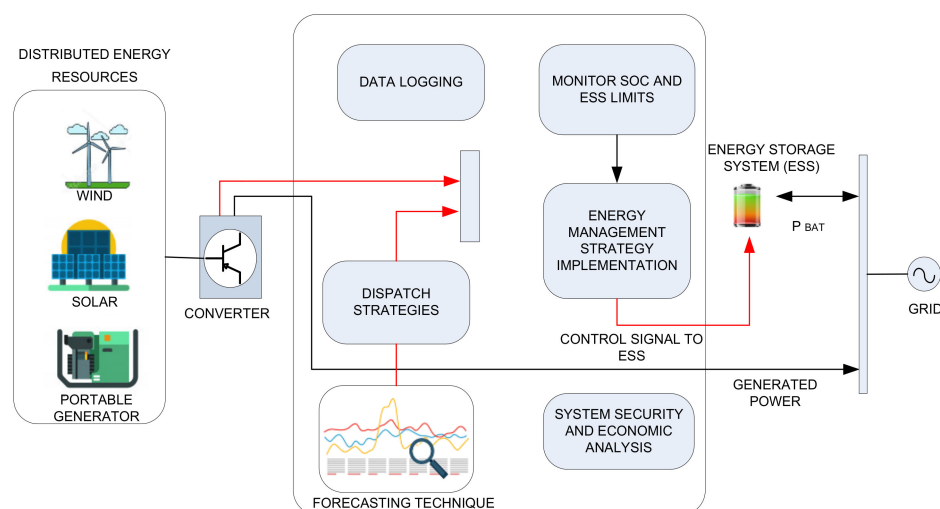 DISTRIBUTED ENERGY
RESOURCES
WIND
SOLAR
PORTABLE
GENERATOR
CONVERTER
DATA LOGGING
DISPATCH
STRATEGIES
FORECASTING TECHNIQUE
MONITOR SOC AND
ESS LIMITS
ENERGY
MANAGEMENT
STRATEGY
IMPLEMENTATION
CONTROL SIGNAL TO
ESS
SYSTEM SECURITY
AND ECONOMIC
ANALYSIS
ENERGY STORAGE
SYSTEM (ESS)
P BAT
GENERATED
POWER
GRID